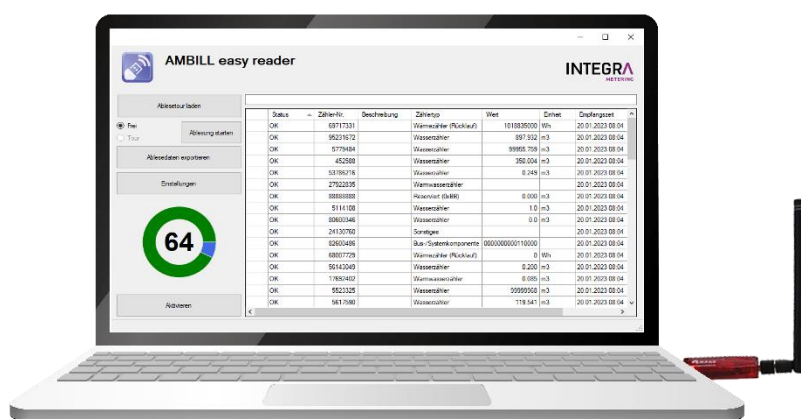 AMBILL easy reader
INTEGRA
METERING
Ablesetour laden
Frei
Tour
Ablesung starten
Ablesedaten exportieren
Einstellungen
64
Aktivieren
Status Zähler-Nr. Beschreibung Zählertyp Wert Einheit Empfangszeit
OK 69717331 Wärmezähler (Rücklauf) 1018835000 Wh 20.01.2023 08:04
OK 95231672 Wasserzähler 897.932 m3 20.01.2023 08:04
OK 5779484 Wasserzähler 99955.759 m3 20.01.2023 08:04
OK 452588 Wasserzähler 350.004 m3 20.01.2023 08:04
OK 53786216 Wasserzähler 0.249 m3 20.01.2023 08:04
OK 27522835 Warmwasserzähler 20.01.2023 08:04
OK 88888888 Reserviert (0xBB) 0.000 m3 20.01.2023 08:04
OK 5114108 Wasserzähler 1.0 m3 20.01.2023 08:04
OK 80600346 Wasserzähler 0.0 m3 20.01.2023 08:04
OK 24130760 Sonstiges 20.01.2023 08:04
OK 82600486 Bus-/Systemkomponente 0000000000110000 20.01.2023 08:04
OK 68007729 Wärmezähler (Rücklauf) 0 Wh 20.01.2023 08:04
OK 56143049 Wasserzähler 0.200 m3 20.01.2023 08:04
OK 17692402 Warmwasserzähler 0.085 m3 20.01.2023 08:04
OK 5523325 Wasserzähler 99999968 m3 20.01.2023 08:04
OK 5617590 Wasserzähler 119.541 m3 20.01.2023 08:04